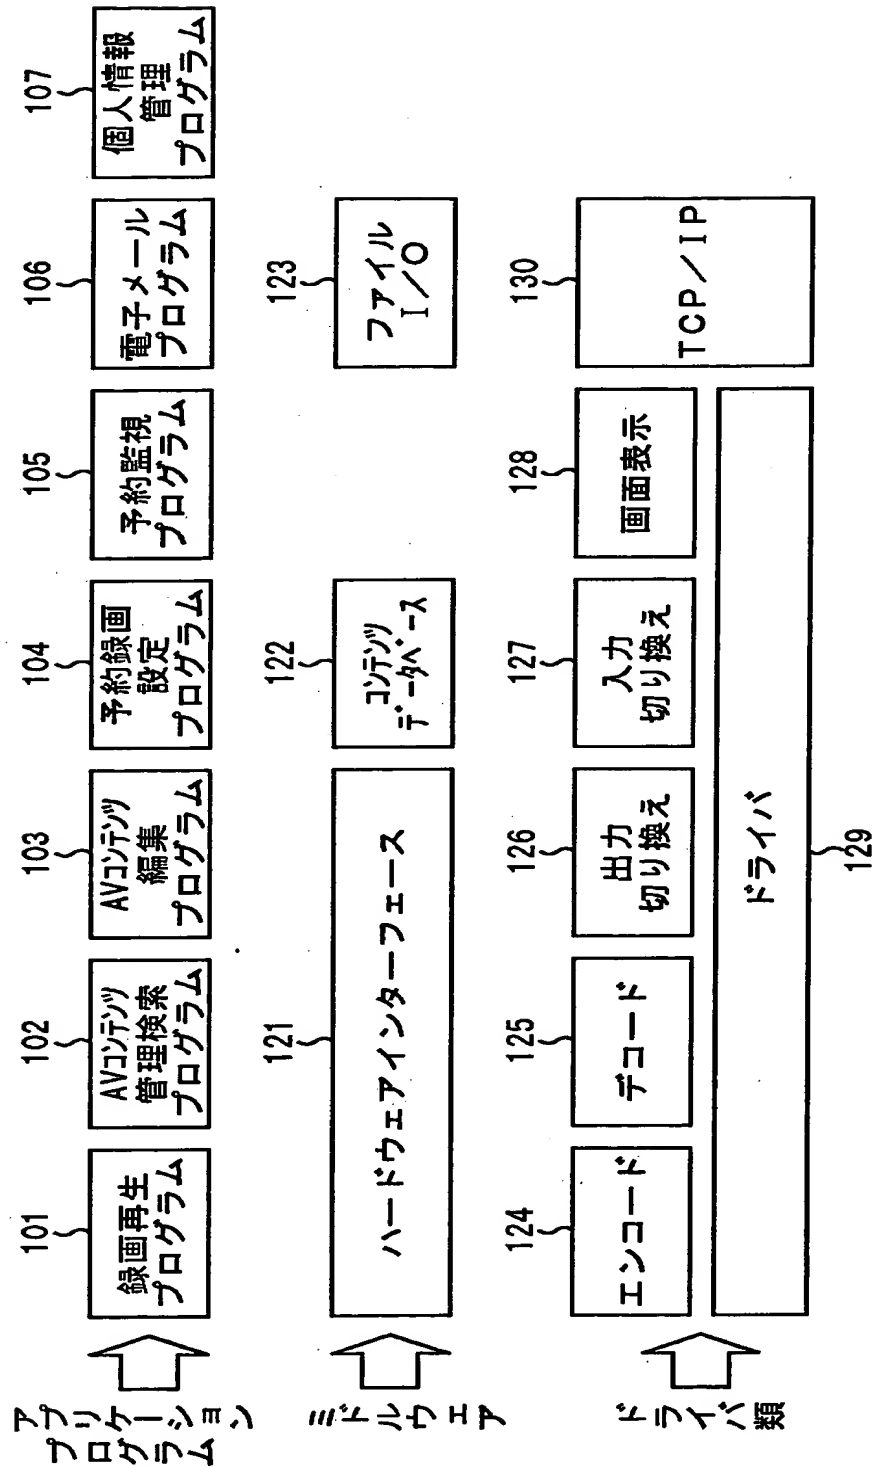 アプリケーション
プログラム
101
録画再生
プログラム
102
AVコンテンツ
管理検索
プログラム
103
AVコンテンツ
編集
プログラム
104
予約録画
設定
プログラム
105
予約監視
プログラム
106
電子メール
プログラム
107
個人情報
管理
プログラム
ミドルウェア
121
ハードウェアインターフェース
122
コンテンツ
データベース
123
ファイル
I/O
ドライバ類
124
エンコード
125
デコード
126
出力
切り換え
127
入力
切り換え
128
画面表示
130
TCP/IP
ドライバ
129